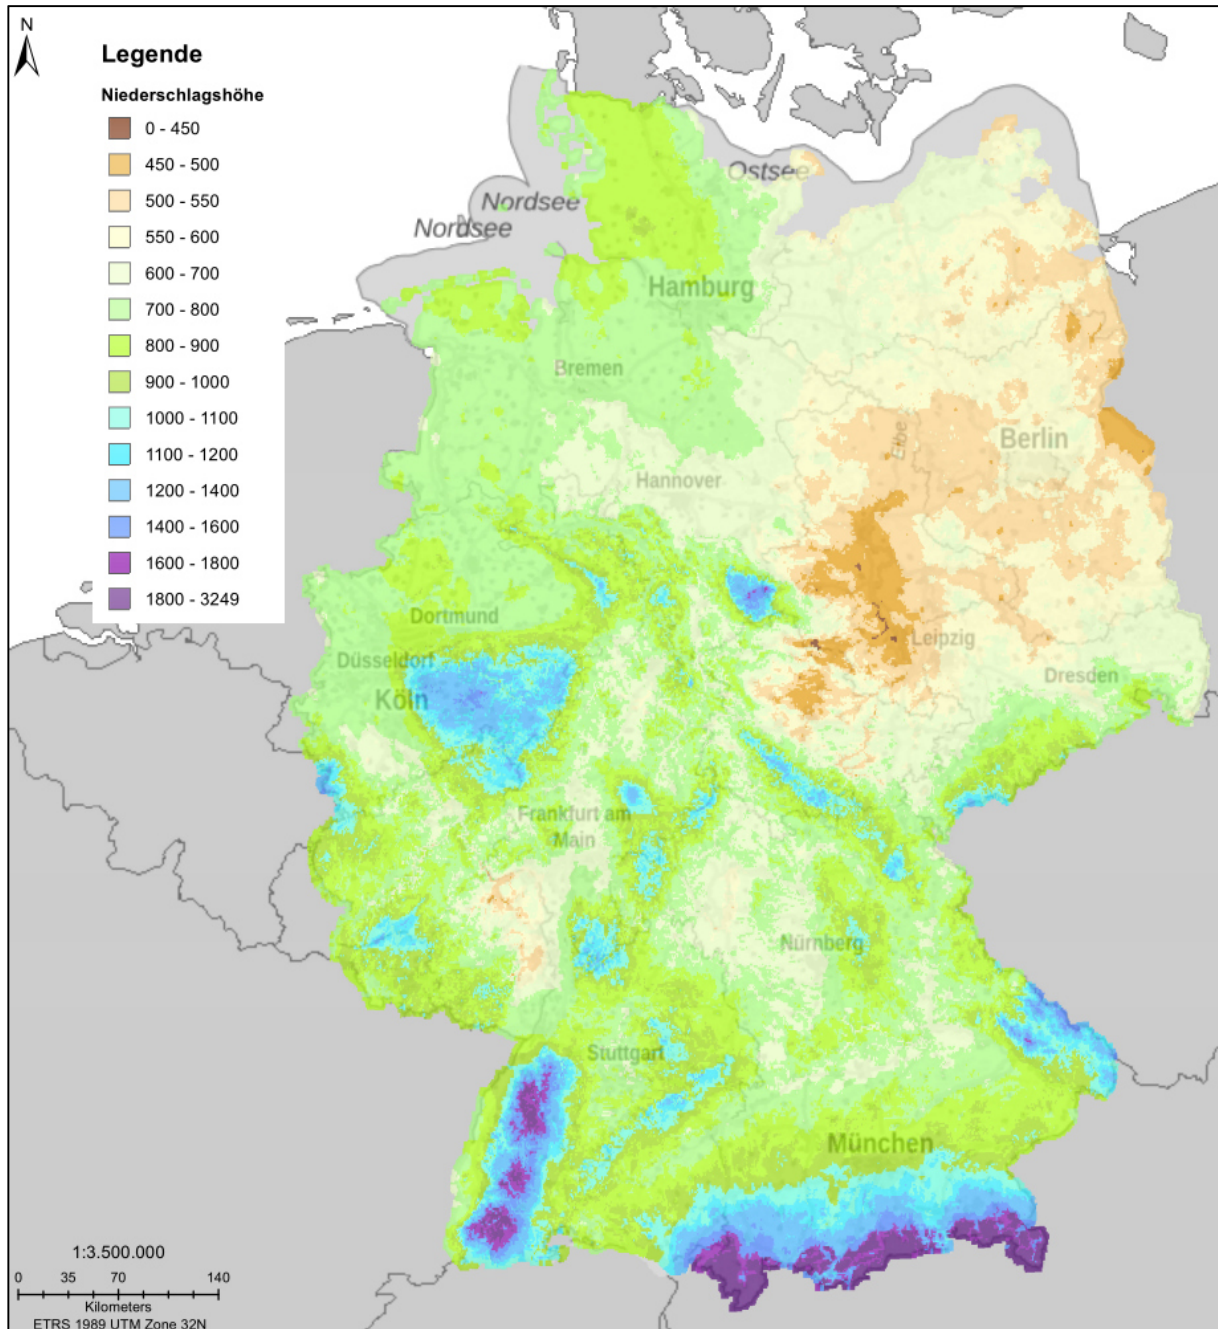 N
Legende
Niederschlagshöhe
0 - 450
450 - 500
500 - 550
550 - 600
600 - 700
700 - 800
800 - 900
900 - 1000
1000 - 1100
1100 - 1200
1200 - 1400
1400 - 1600
1600 - 1800
1800 - 3249
Ostsee
Nordsee
N
Nordsee
Hamburg
Bremen
Elbe
Berlin
Hannover
Dortmund
Leipzig
Düsseldorf
Dresden
Köln
Frankfurt am
Main
Nürnberg
Stuttgart
München
1:3.500.000
0 35 70 140
Kilometers
ETRS 1989 UTM Zone 32N